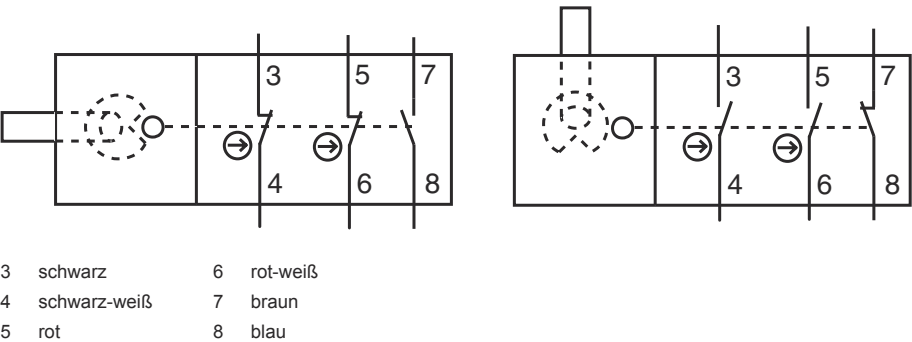 3 5 7
4 6 8
3 5 7
4 6 8
3 schwarz 6 rot-weiß
4 schwarz-weiß 7 braun
5 rot 8 blau